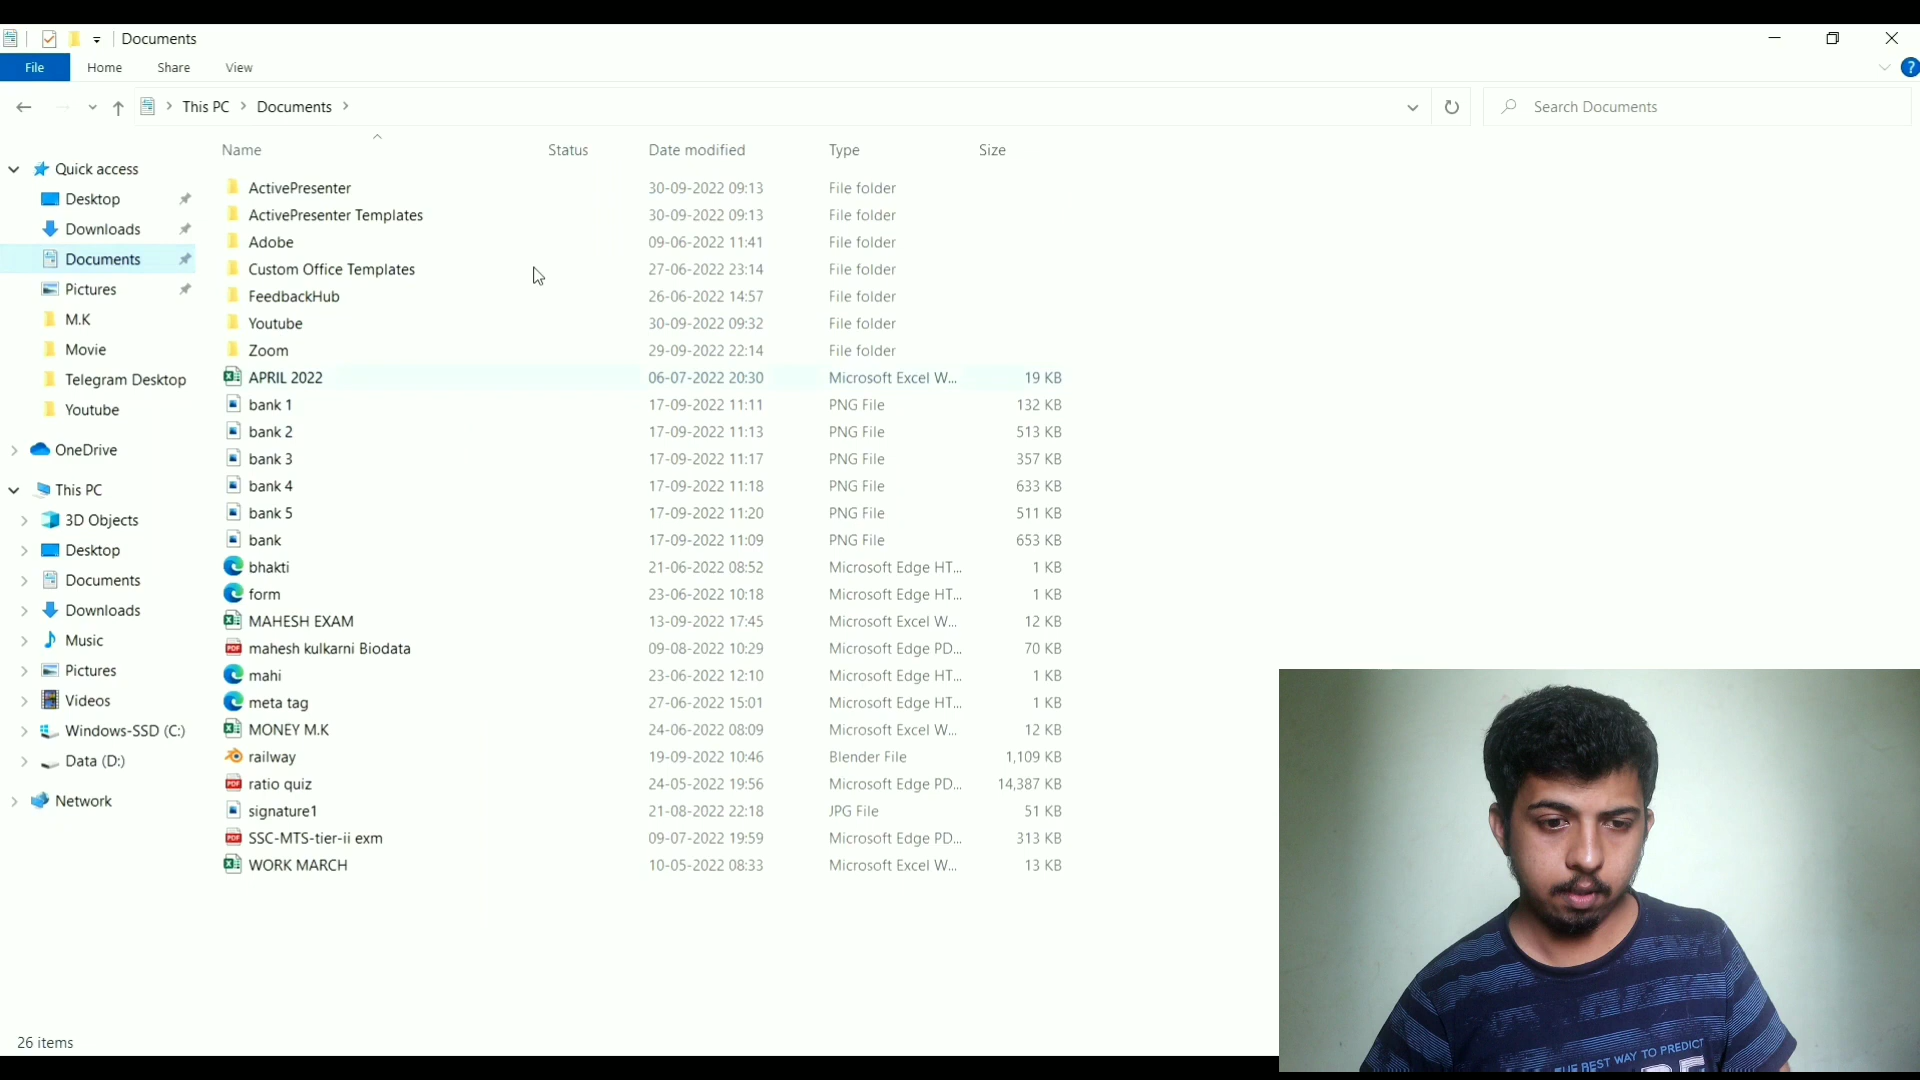 Documents
File Home Share View
?
This PC Documents
Search Documents
Name Status Date modified Type Size
Quick access
Desktop
Downloads
Documents
Pictures
M.K
Movie
Telegram Desktop
Youtube
OneDrive
This PC
3D Objects
Desktop
Documents
Downloads
Music
Pictures
Videos
Windows-SSD (C:)
Data (D:)
Network
ActivePresenter 30-09-2022 09:13 File folder
ActivePresenter Templates 30-09-2022 09:13 File folder
Adobe 09-06-2022 11:41 File folder
Custom Office Templates 27-06-2022 23:14 File folder
FeedbackHub 26-06-2022 14:57 File folder
Youtube 30-09-2022 09:32 File folder
Zoom 29-09-2022 22:14 File folder
APRIL 2022 06-07-2022 20:30 Microsoft Excel W... 19 KB
bank 1 17-09-2022 11:11 PNG File 132 KB
bank 2 17-09-2022 11:13 PNG File 513 KB
bank 3 17-09-2022 11:17 PNG File 357 KB
bank 4 17-09-2022 11:18 PNG File 633 KB
bank 5 17-09-2022 11:20 PNG File 511 KB
bank 17-09-2022 11:09 PNG File 653 KB
bhakti 21-06-2022 08:52 Microsoft Edge HT... 1 KB
form 23-06-2022 10:18 Microsoft Edge HT... 1 KB
MAHESH EXAM 13-09-2022 17:45 Microsoft Excel W... 12 KB
mahesh kulkarni Biodata 09-08-2022 10:29 Microsoft Edge PD... 70 KB
mahi 23-06-2022 12:10 Microsoft Edge HT... 1 KB
meta tag 27-06-2022 15:01 Microsoft Edge HT... 1 KB
MONEY M.K 24-06-2022 08:09 Microsoft Excel W... 12 KB
railway 19-09-2022 10:46 Blender File 1,109 KB
ratio quiz 24-05-2022 19:56 Microsoft Edge PD... 14,387 KB
signature1 21-08-2022 22:18 JPG File 51 KB
SSC-MTS-tier-ii exm 09-07-2022 19:59 Microsoft Edge PD... 313 KB
WORK MARCH 10-05-2022 08:33 Microsoft Excel W... 13 KB
26 items
BEST WAY TO PREDICT